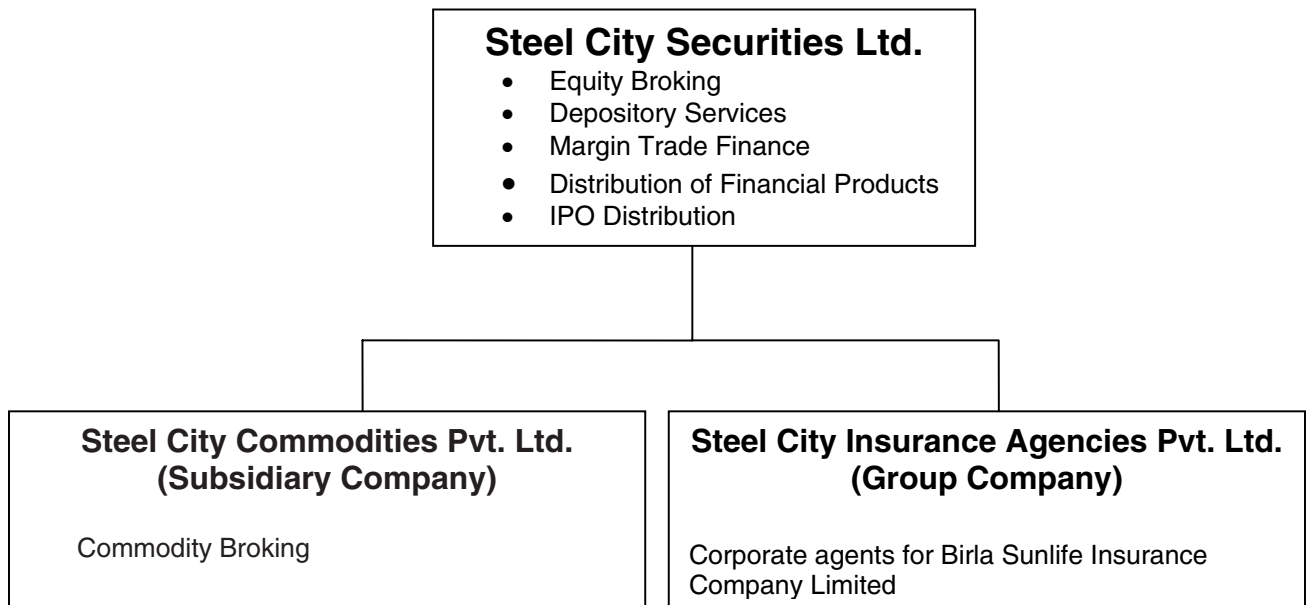 Steel City Securities Ltd.
• Equity Broking
• Depository Services
• Margin Trade Finance
• Distribution of Financial Products
• IPO Distribution
Steel City Commodities Pvt. Ltd.
(Subsidiary Company)
Commodity Broking
Steel City Insurance Agencies Pvt. Ltd.
(Group Company)
Corporate agents for Birla Sunlife Insurance
Company Limited